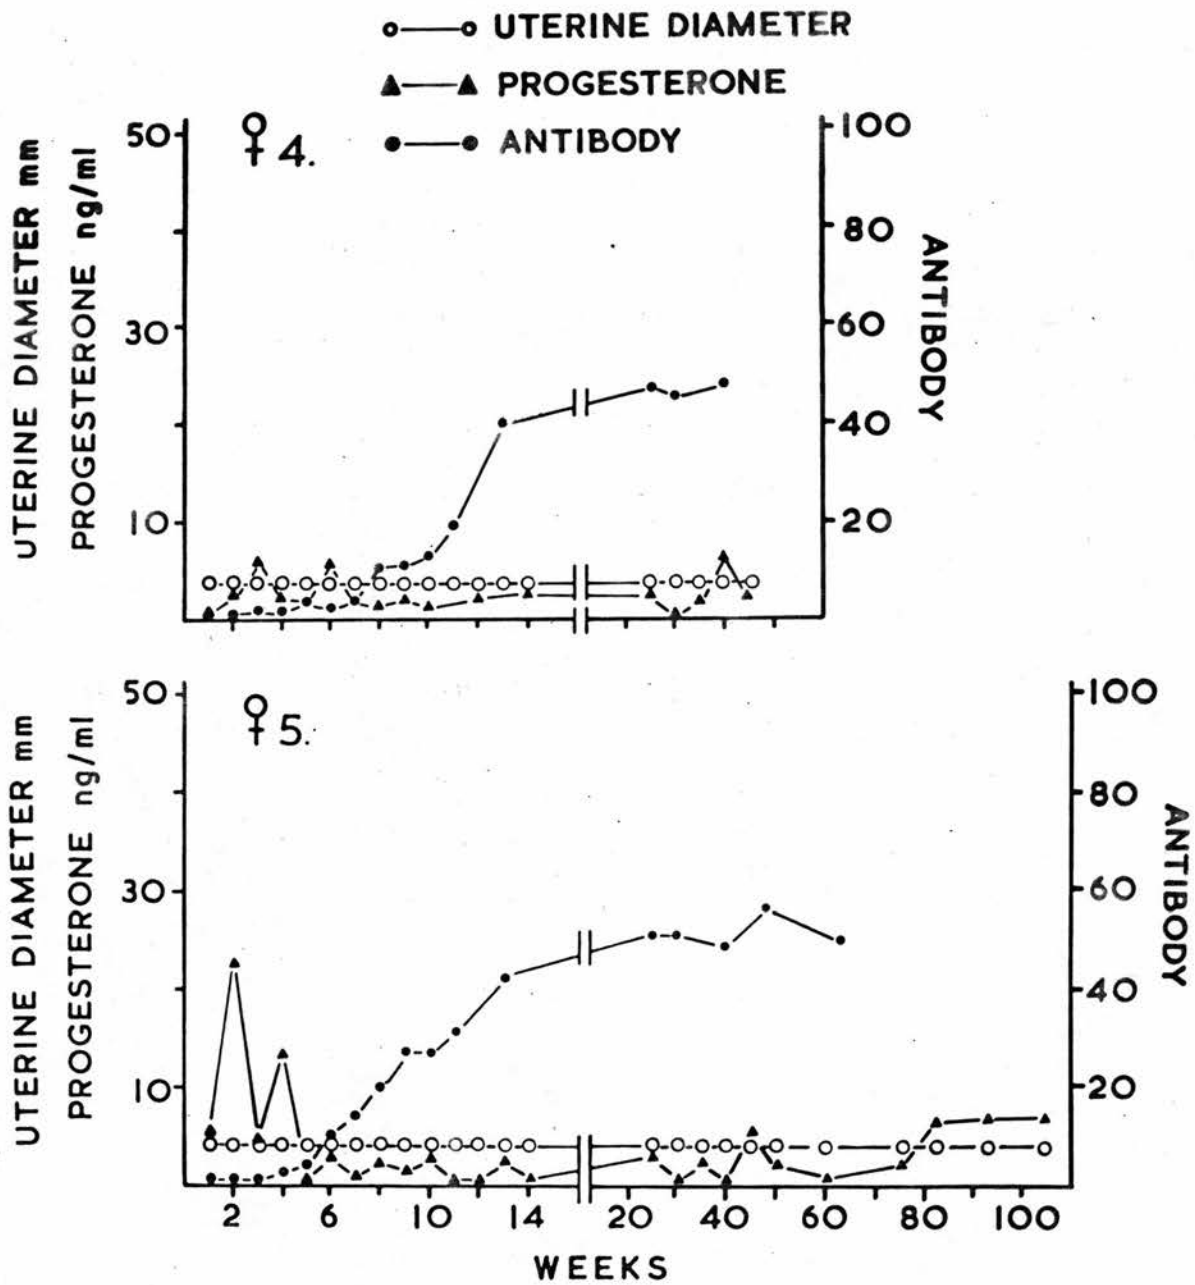 UTERINE DIAMETER
PROGESTERONE
ANTIBODY
♀ 4.
UTERINE DIAMETER mm
PROGESTERONE ng/ml
50
30
10
100
80
60
40
20
ANTIBODY
♀ 5.
UTERINE DIAMETER mm
PROGESTERONE ng/ml
50
30
10
100
80
60
40
20
ANTIBODY
2 6 10 14 20 40 60 80 100
WEEKS